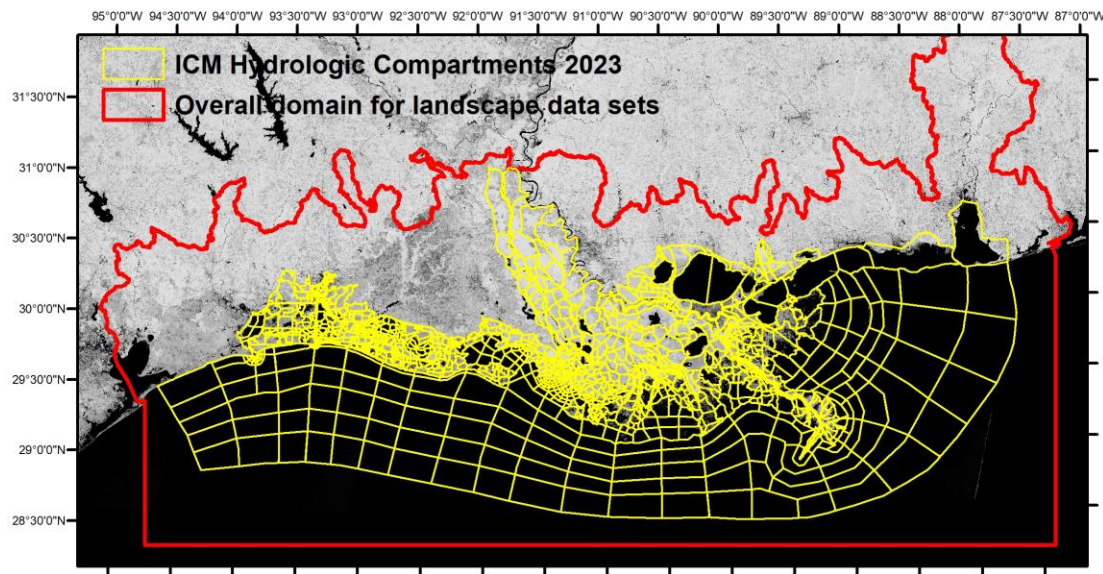 95°0'0"W 94°30'0"W 94°0'0"W 93°30'0"W 93°0'0"W 92°30'0"W 92°0'0"W 91°30'0"W 91°0'0"W 90°30'0"W 90°0'0"W 89°30'0"W 89°0'0"W 88°30'0"W 88°0'0"W 87°30'0"W 87°0'0"W
ICM Hydrologic Compartments 2023
Overall domain for landscape data sets
31°30'0"N
31°0'0"N
30°30'0"N
30°0'0"N
29°30'0"N
29°0'0"N
28°30'0"N